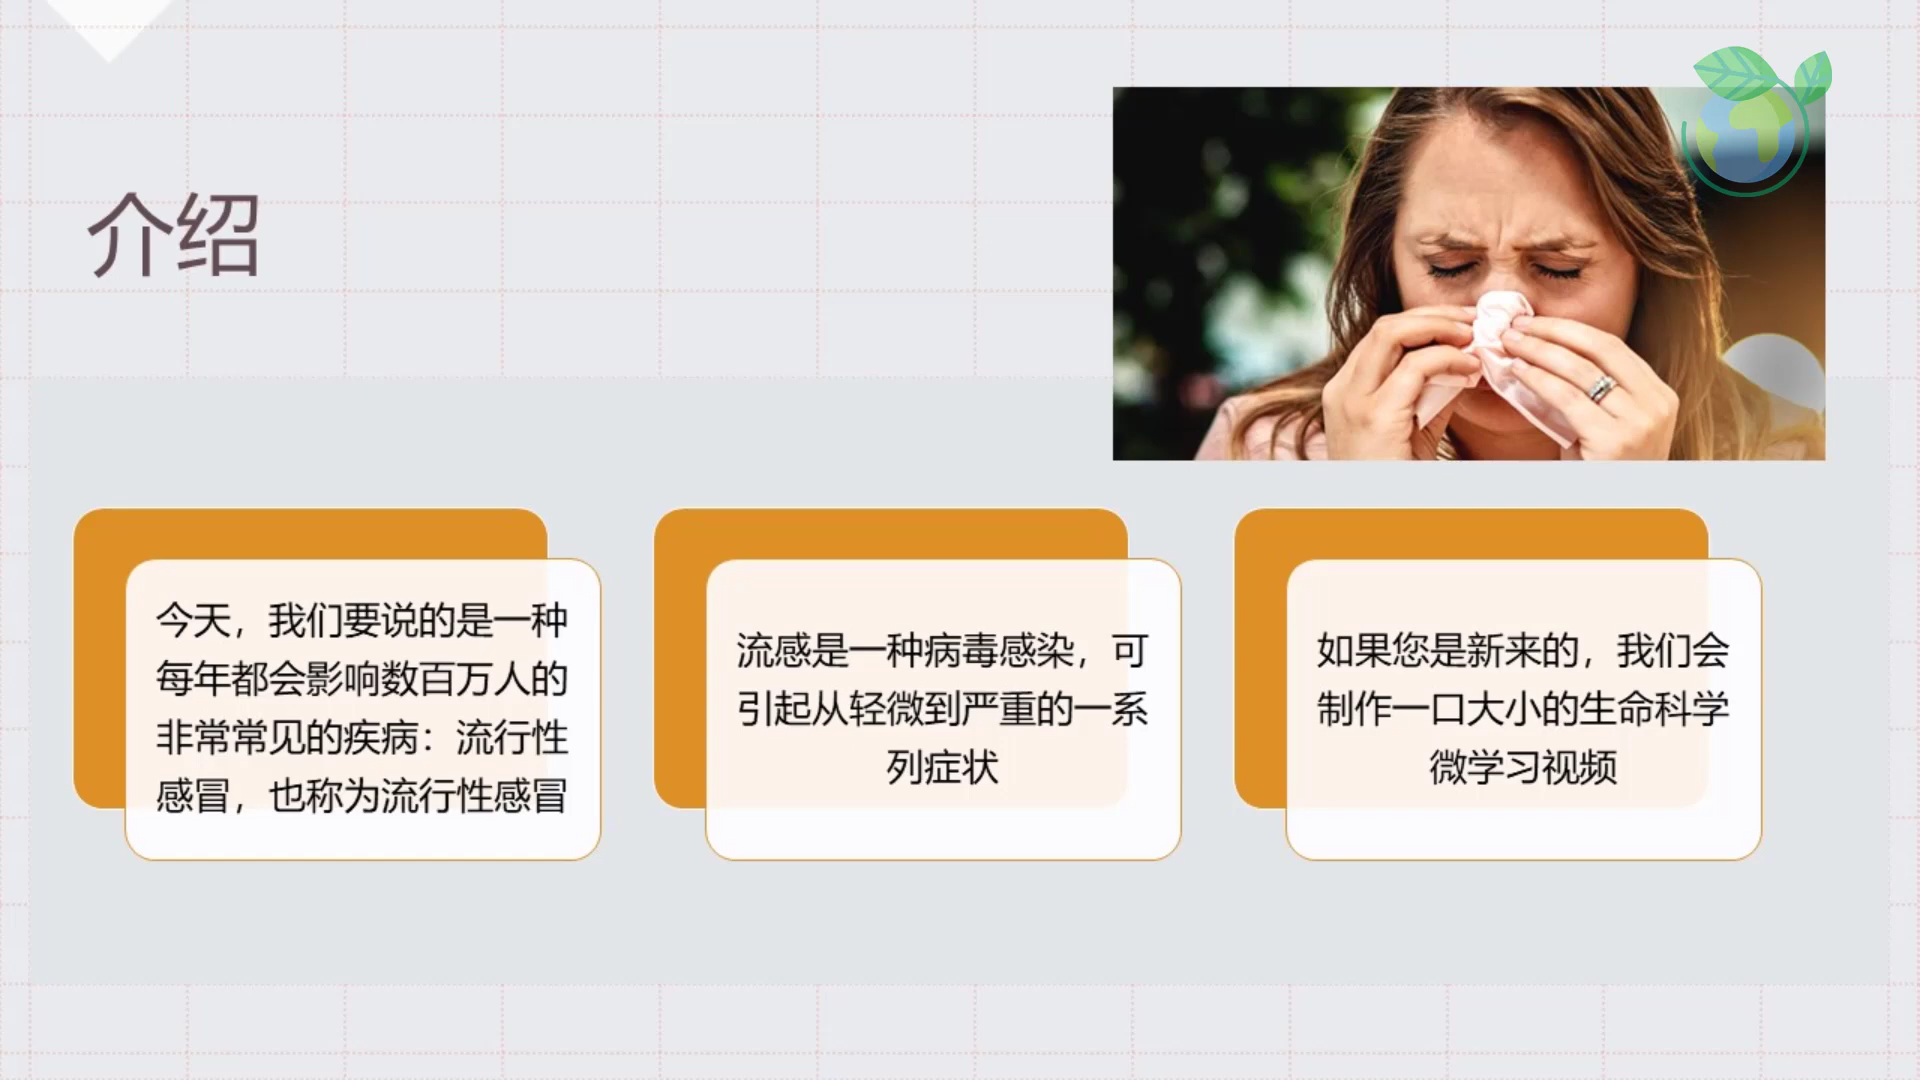 介绍
今天，我们要说的是一种
每年都会影响数百万人的
非常常见的疾病：流行性
感冒，也称为流行性感冒
流感是一种病毒感染，可
引起从轻微到严重的一系
列症状
如果您是新来的，我们会
制作一口大小的生命科学
微学习视频